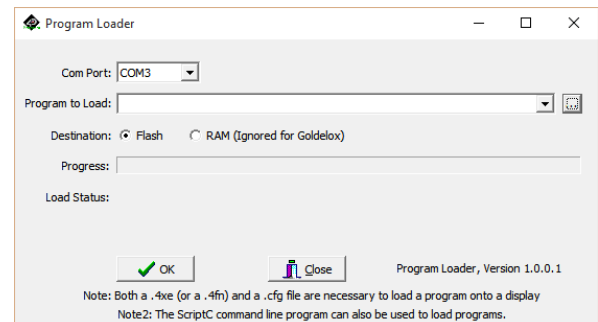 Program Loader
Com Port: COM3
Program to Load:
Destination: Flash RAM (Ignored for Goldelox)
Progress:
Load Status:
OK Close Program Loader, Version 1.0.0.1
Note: Both a .4xe (or a .4fn) and a .cfg file are necessary to load a program onto a display
Note2: The ScriptC command line program can also be used to load programs.